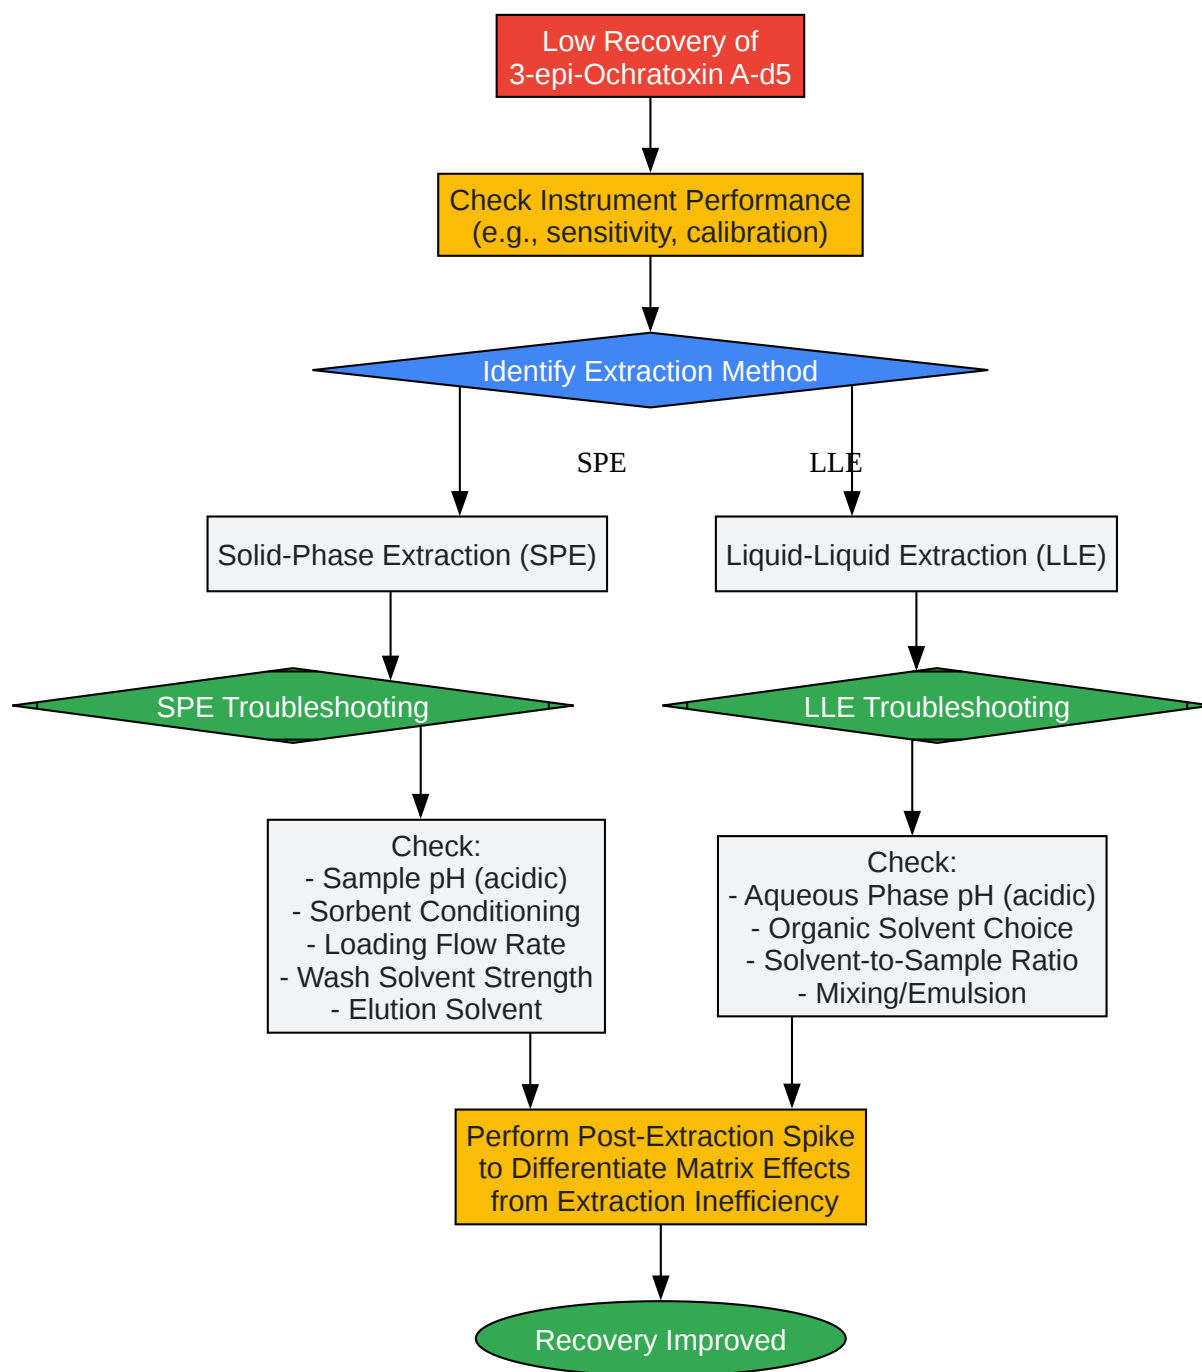 Low Recovery of
3-epi-Ochratoxin A-d5
Check Instrument Performance
(e.g., sensitivity, calibration)
Identify Extraction Method
SPE
LLE
Solid-Phase Extraction (SPE)
Liquid-Liquid Extraction (LLE)
SPE Troubleshooting
LLE Troubleshooting
Check:
- Sample pH (acidic)
- Sorbent Conditioning
- Loading Flow Rate
- Wash Solvent Strength
- Elution Solvent
Check:
- Aqueous Phase pH (acidic)
- Organic Solvent Choice
- Solvent-to-Sample Ratio
- Mixing/Emulsion
Perform Post-Extraction Spike
to Differentiate Matrix Effects
from Extraction Inefficiency
Recovery Improved